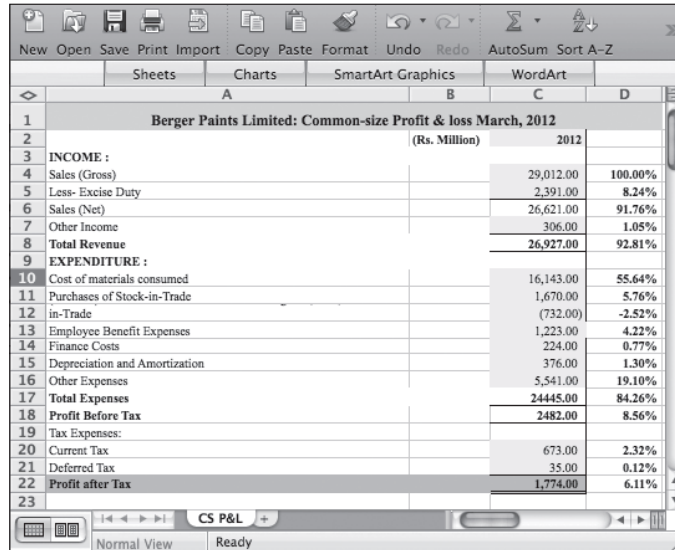 New Open Save Print Import Copy Paste Format Undo Redo AutoSum Sort A-Z
Sheets Charts SmartArt Graphics WordArt
A B C D
1 Berger Paints Limited: Common-size Profit & loss March, 2012
2 (Rs. Million) 2012
3 INCOME :
4 Sales (Gross) 29,012.00 100.00%
5 Less- Excise Duty 2,391.00 8.24%
6 Sales (Net) 26,621.00 91.76%
7 Other Income 306.00 1.05%
8 Total Revenue 26,927.00 92.81%
9 EXPENDITURE :
10 Cost of materials consumed 16,143.00 55.64%
11 Purchases of Stock-in-Trade 1,670.00 5.76%
12 in-Trade (732.00) -2.52%
13 Employee Benefit Expenses 1,223.00 4.22%
14 Finance Costs 224.00 0.77%
15 Depreciation and Amortization 376.00 1.30%
16 Other Expenses 5,541.00 19.10%
17 Total Expenses 24445.00 84.26%
18 Profit Before Tax 2482.00 8.56%
19 Tax Expenses:
20 Current Tax 673.00 2.32%
21 Deferred Tax 35.00 0.12%
22 Profit after Tax 1,774.00 6.11%
23
CS P&L +
Normal View Ready